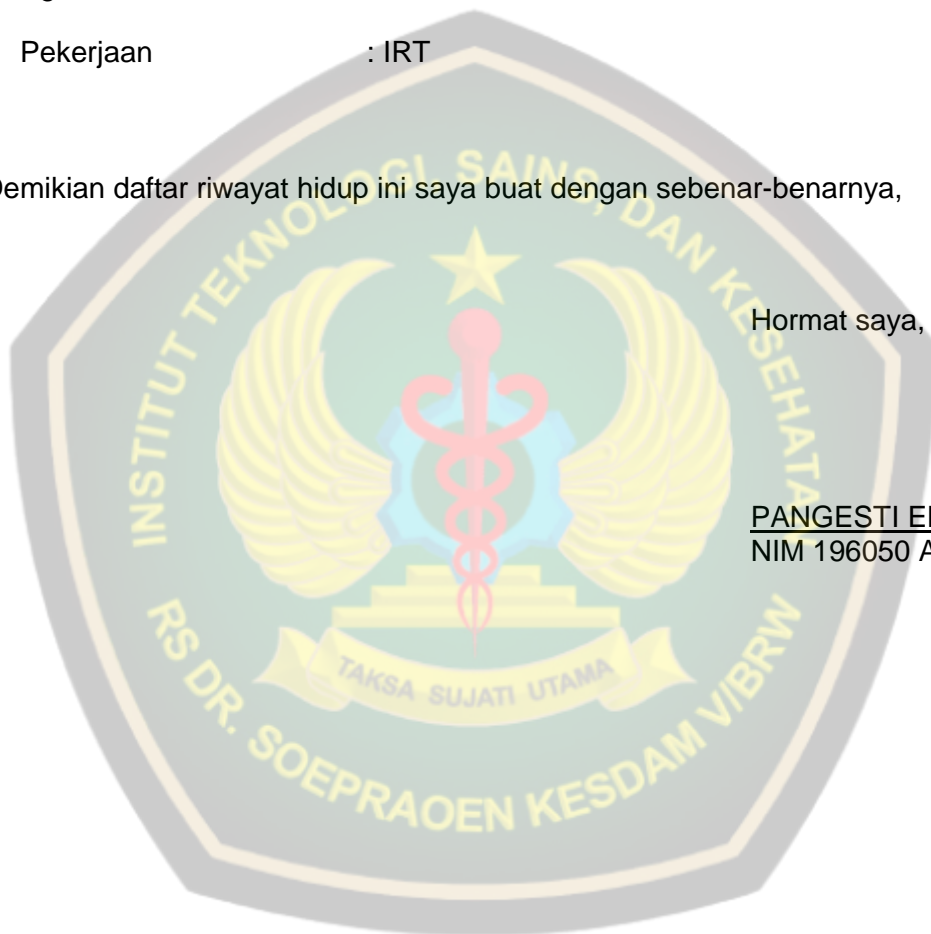 Pekerjaan : IRT
Demikian daftar riwayat hidup ini saya buat dengan sebenar-benarnya,
Hormat saya,
PANGESTI
NIM 196050
INSTITUT TEKNOLOGI, SAINS, DAN KESEHATAN
TAKSA SUJATI UTAMA
RS DR. SOEPRAOEN KESDAM V/BRW